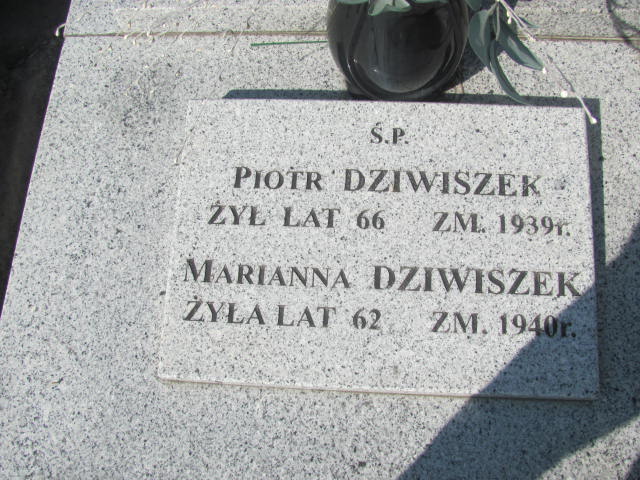 Ś.P.
PIOTR DZIWISZEK
ŻYŁ LAT 66 ZM. 1939r.
MARIANNA DZIWISZEK
ŻYŁA LAT 62 ZM. 1940r.